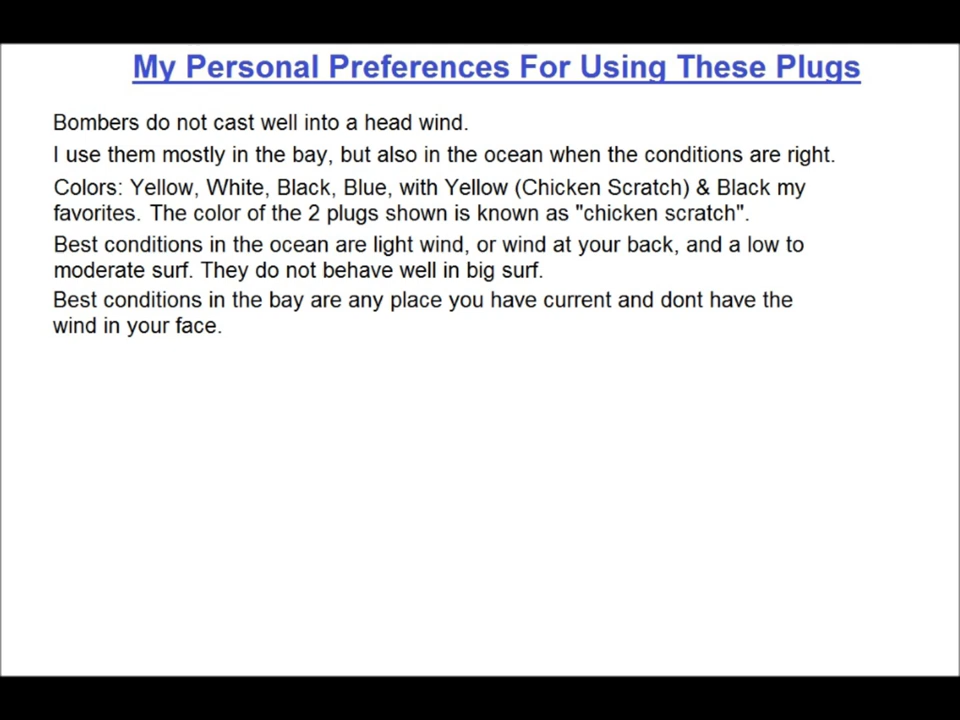 My Personal Preferences For Using These Plugs
Bombers do not cast well into a head wind.
I use them mostly in the bay, but also in the ocean when the conditions are right.
Colors: Yellow, White, Black, Blue, with Yellow (Chicken Scratch) & Black my
favorites. The color of the 2 plugs shown is known as "chicken scratch".
Best conditions in the ocean are light wind, or wind at your back, and a low to
moderate surf. They do not behave well in big surf.
Best conditions in the bay are any place you have current and dont have the
wind in your face.